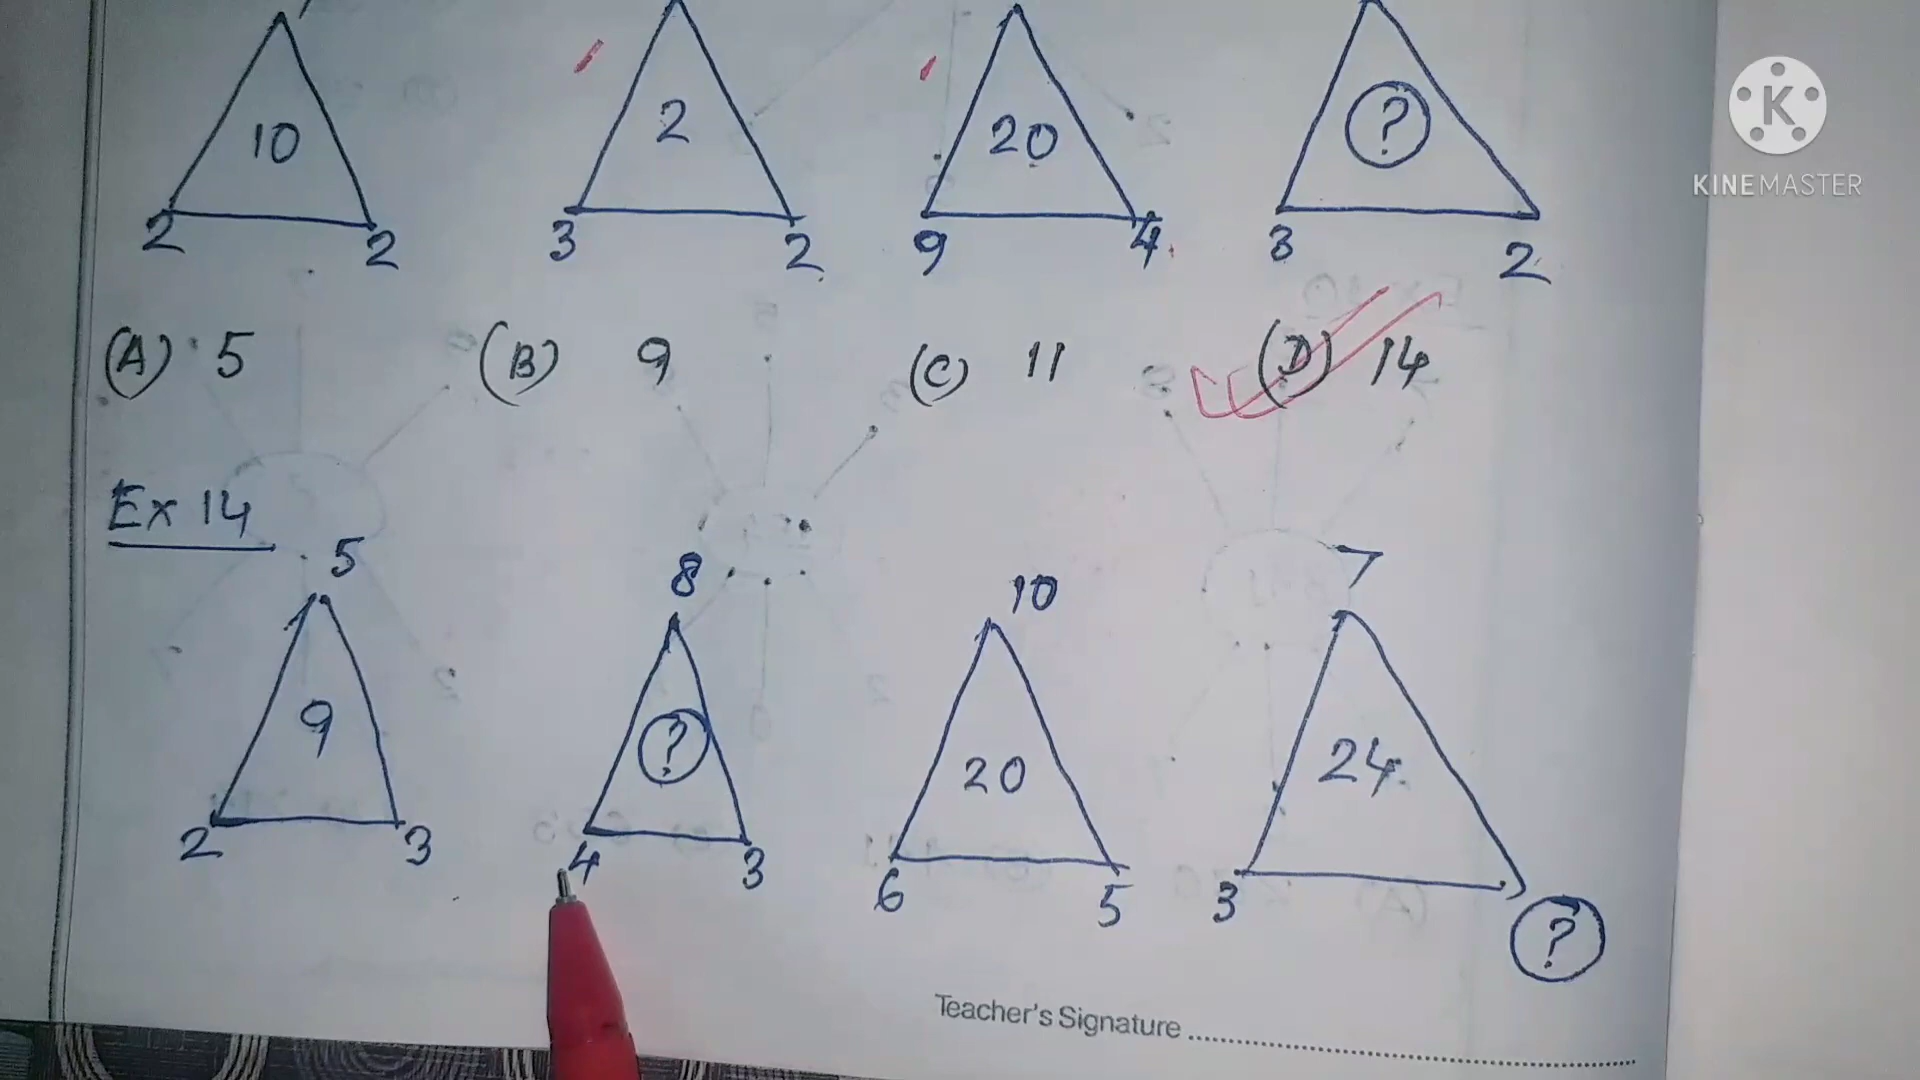 10 2 20 ?
2 2 3 2 9 4 3 2
(A) 5 (B) 9 (C) 11 (D) 14
Ex 14
5 8 10 7
9 ? 20 24
2 3 4 3 6 5 3 ?
Teacher's Signature
K
KINEMASTER